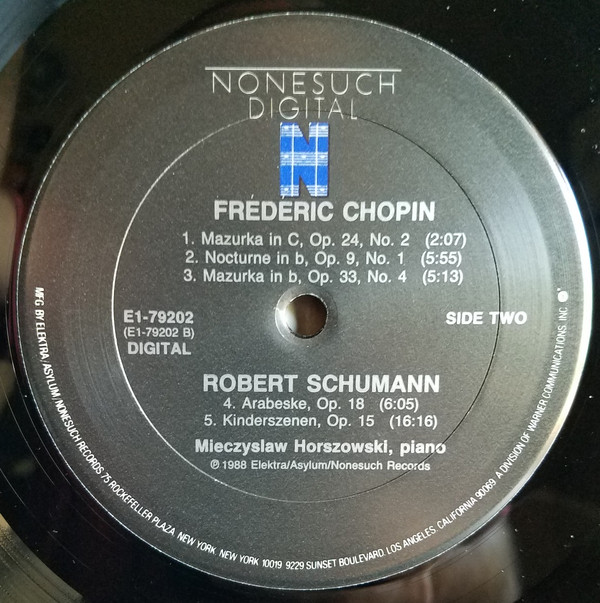 NONESUCH
DIGITAL
N
FRÉDÉRIC CHOPIN
1. Mazurka in C, Op. 24, No. 2 (2:07)
2. Nocturne in b, Op. 9, No. 1 (5:55)
3. Mazurka in b, Op. 33, No. 4 (5:13)
E1-79202
(E1-79202 B)
DIGITAL
SIDE TWO
ROBERT SCHUMANN
4. Arabeske, Op. 18 (6:05)
5. Kinderszenen, Op. 15 (16:16)
Mieczyslaw Horszowski, piano
℗ 1988 Elektra/Asylum/Nonesuch Records
MFG. BY ELEKTRA/ASYLUM/NONESUCH RECORDS 75 ROCKEFELLER PLAZA, NEW YORK, NEW YORK 10019 9229 SUNSET BOULEVARD, LOS ANGELES, CALIFORNIA 90069 A DIVISION OF WARNER COMMUNICATIONS, INC.